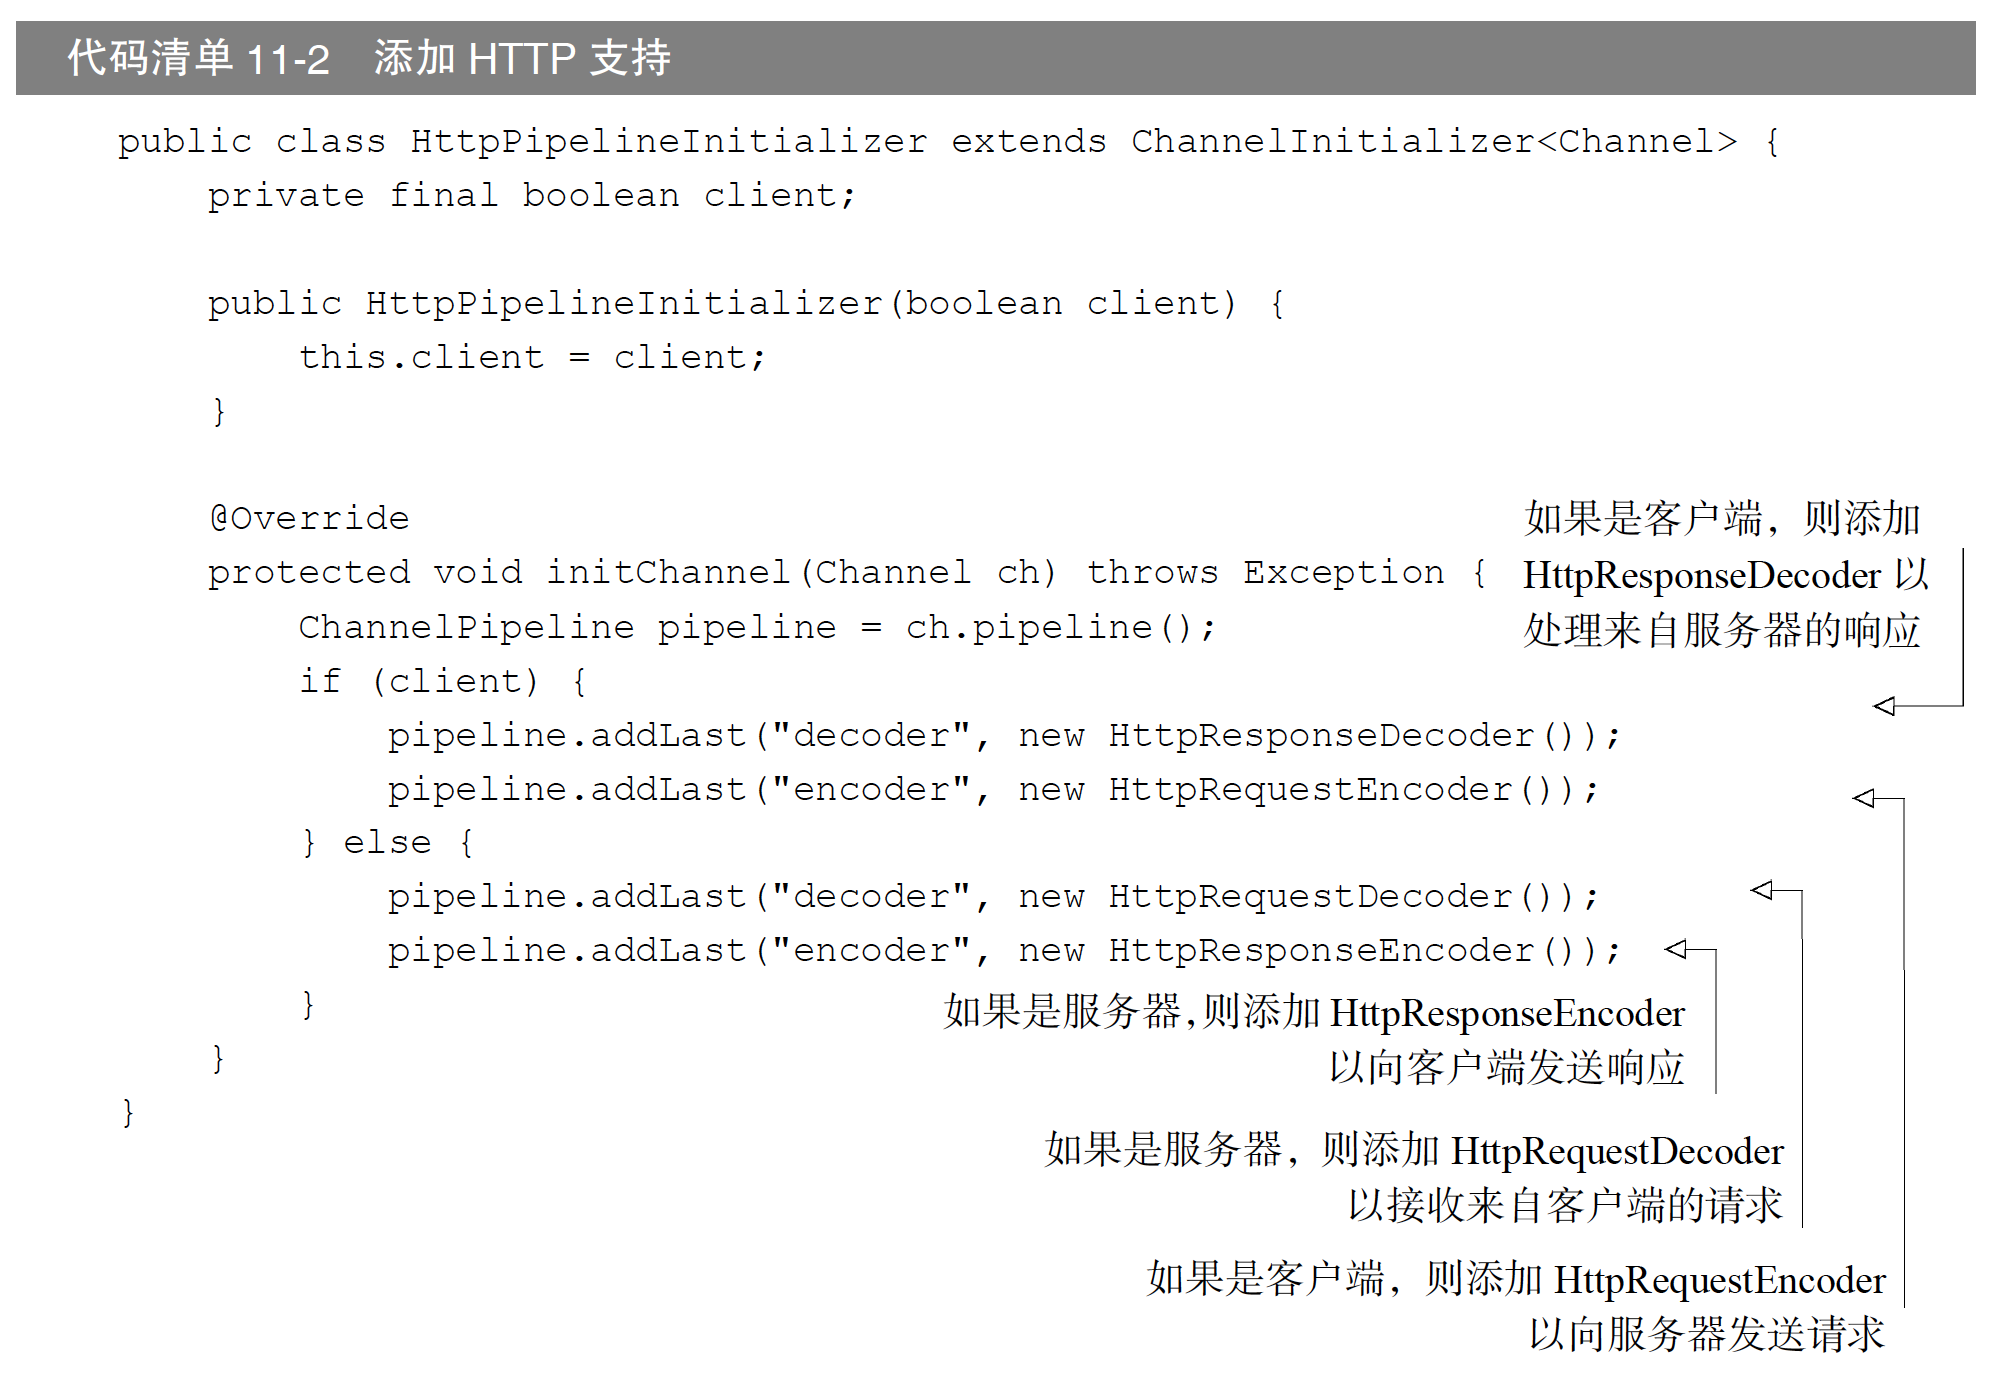 代码清单 11-2 添加 HTTP 支持
public class HttpPipelineInitializer extends ChannelInitializer<Channel> {
    private final boolean client;
    public HttpPipelineInitializer(boolean client) {
        this.client = client;
    }
    @Override
    protected void initChannel(Channel ch) throws Exception {
        ChannelPipeline pipeline = ch.pipeline();
        if (client) {
            pipeline.addLast("decoder", new HttpResponseDecoder());
            pipeline.addLast("encoder", new HttpRequestEncoder());
        } else {
            pipeline.addLast("decoder", new HttpRequestDecoder());
            pipeline.addLast("encoder", new HttpResponseEncoder());
        }
    }
}
如果是客户端，则添加
HttpResponseDecoder 以
处理来自服务器的响应
如果是服务器,则添加 HttpResponseEncoder
以向客户端发送响应
如果是服务器，则添加 HttpRequestDecoder
以接收来自客户端的请求
如果是客户端，则添加 HttpRequestEncoder
以向服务器发送请求